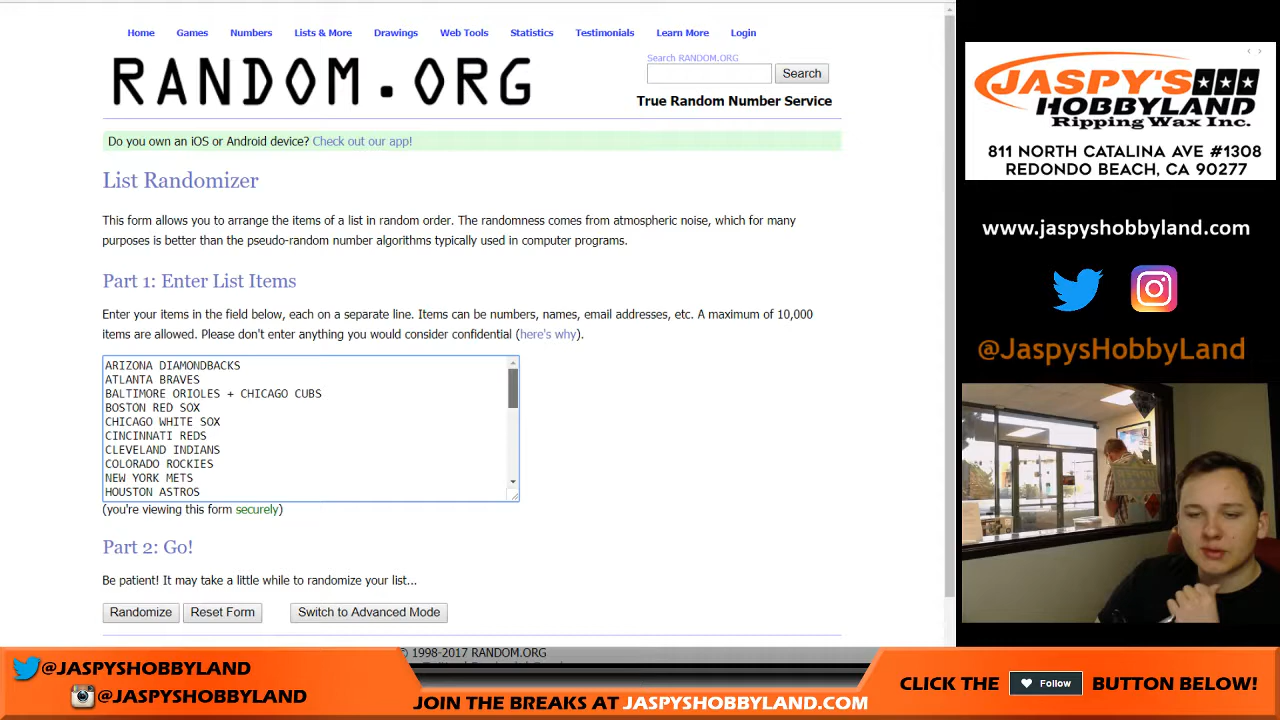 Home Games Numbers Lists & More Drawings Web Tools Statistics Testimonials Learn More Login
RANDOM.ORG
Search RANDOM.ORG
Search
True Random Number Service
Do you own an iOS or Android device? Check out our app!
List Randomizer
This form allows you to arrange the items of a list in random order. The randomness comes from atmospheric noise, which for many
purposes is better than the pseudo-random number algorithms typically used in computer programs.
Part 1: Enter List Items
Enter your items in the field below, each on a separate line. Items can be numbers, names, email addresses, etc. A maximum of 10,000
items are allowed. Please don't enter anything you would consider confidential (here's why).
ARIZONA DIAMONDBACKS
ATLANTA BRAVES
BALTIMORE ORIOLES + CHICAGO CUBS
BOSTON RED SOX
CHICAGO WHITE SOX
CINCINNATI REDS
CLEVELAND INDIANS
COLORADO ROCKIES
NEW YORK METS
HOUSTON ASTROS
(you're viewing this form securely)
Part 2: Go!
Be patient! It may take a little while to randomize your list...
Randomize Reset Form Switch to Advanced Mode
© 1998-2017 RANDOM.ORG
JASPY'S
HOBBYLAND
Ripping Wax Inc.
811 NORTH CATALINA AVE #1308
REDONDO BEACH, CA 90277
www.jaspyshobbyland.com
@JaspysHobbyLand
@JASPYSHOBBYLAND
@JASPYSHOBBYLAND
JOIN THE BREAKS AT JASPYSHOBBYLAND.COM
CLICK THE Follow BUTTON BELOW!